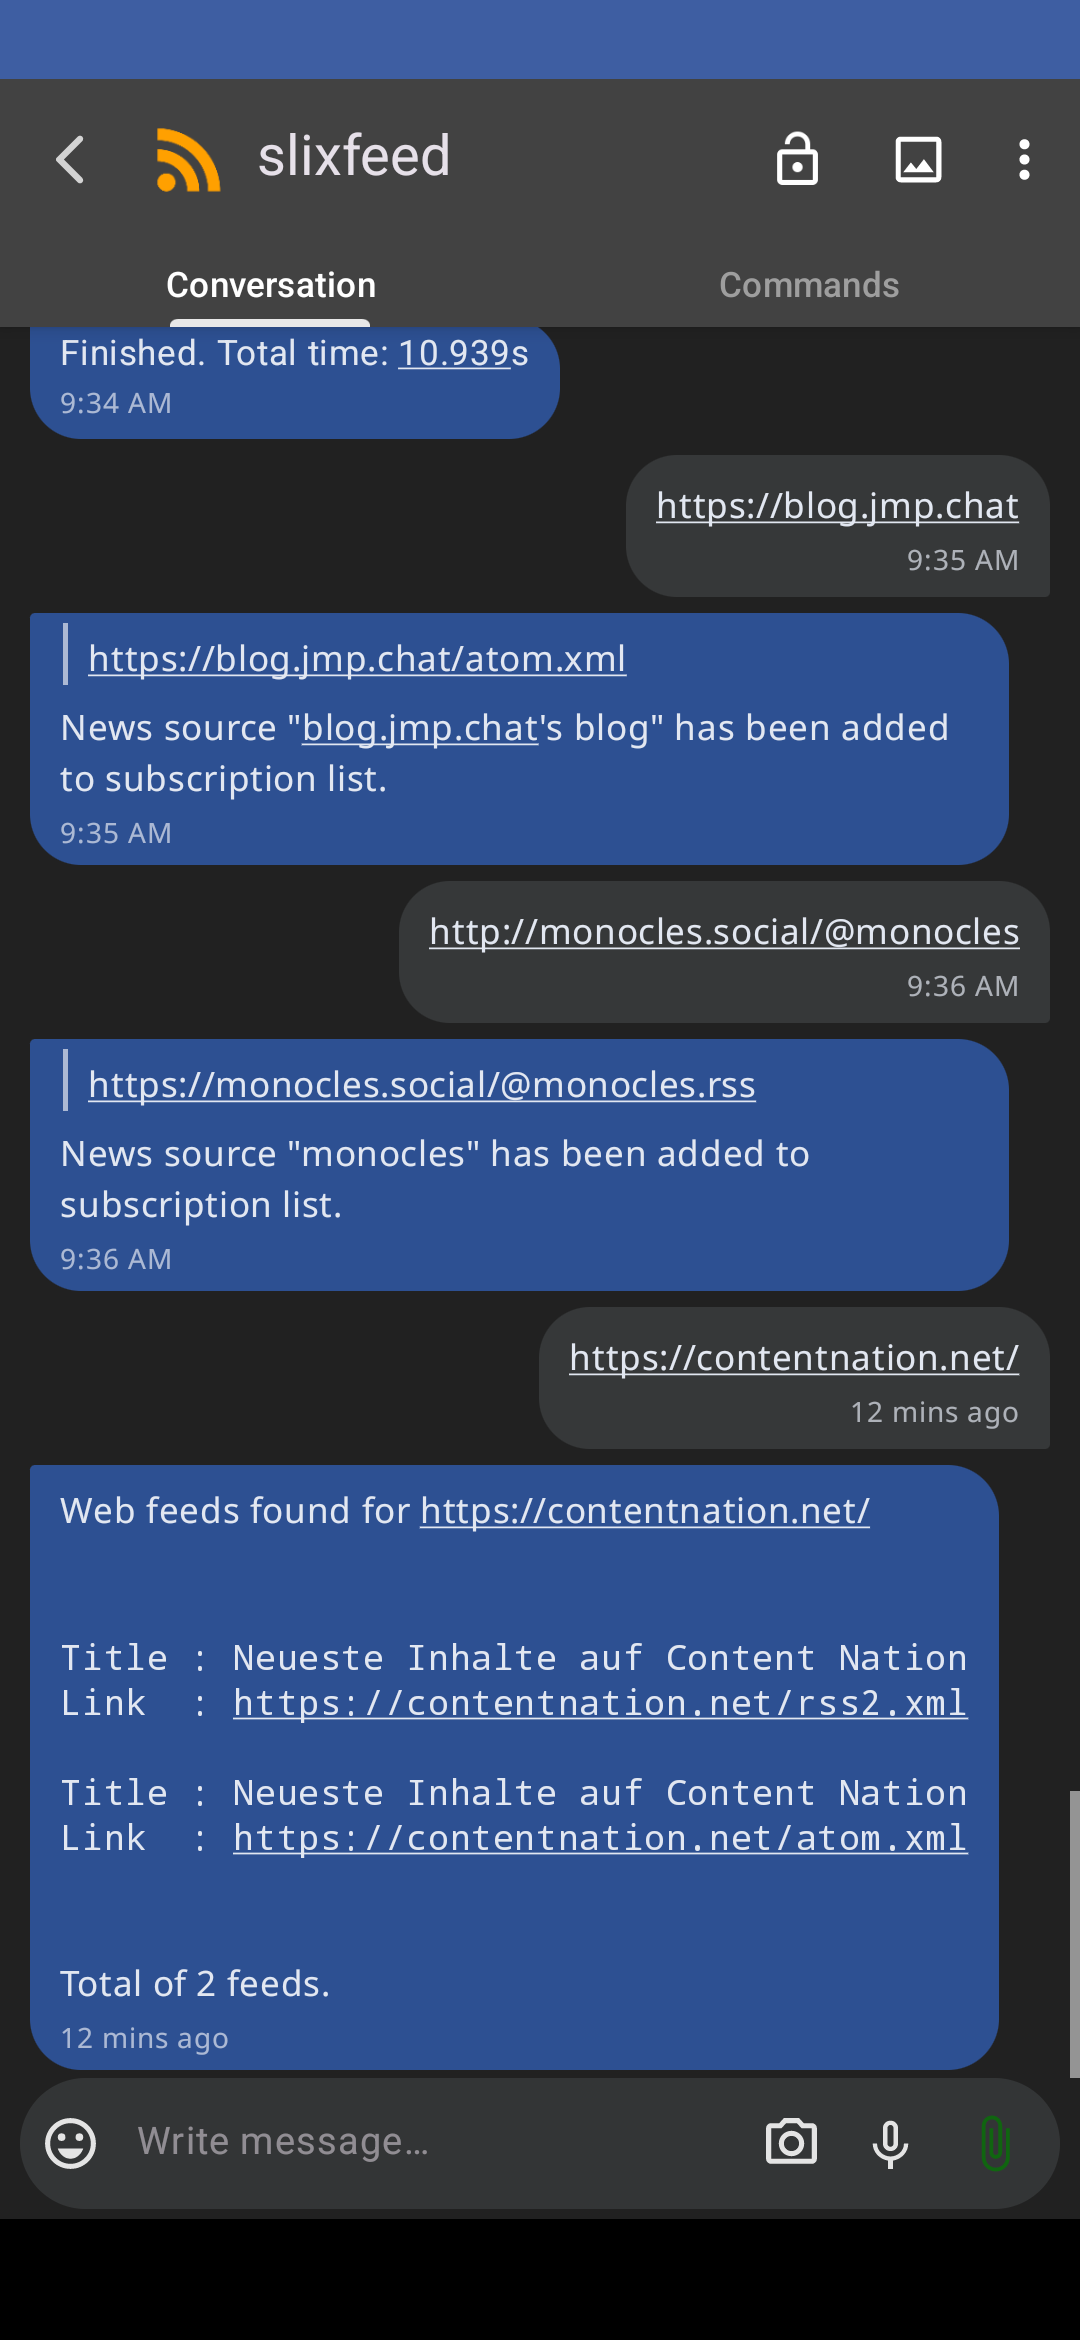 slixfeed
Conversation
Commands
Finished. Total time: 10.939s
9:34 AM
https://blog.jmp.chat
9:35 AM
https://blog.jmp.chat/atom.xml
News source "blog.jmp.chat's blog" has been added
to subscription list.
9:35 AM
http://monocles.social/@monocles
9:36 AM
https://monocles.social/@monocles.rss
News source "monocles" has been added to
subscription list.
9:36 AM
https://contentnation.net/
12 mins ago
Web feeds found for https://contentnation.net/
Title : Neueste Inhalte auf Content Nation
Link  : https://contentnation.net/rss2.xml
Title : Neueste Inhalte auf Content Nation
Link  : https://contentnation.net/atom.xml
Total of 2 feeds.
12 mins ago
Write message…